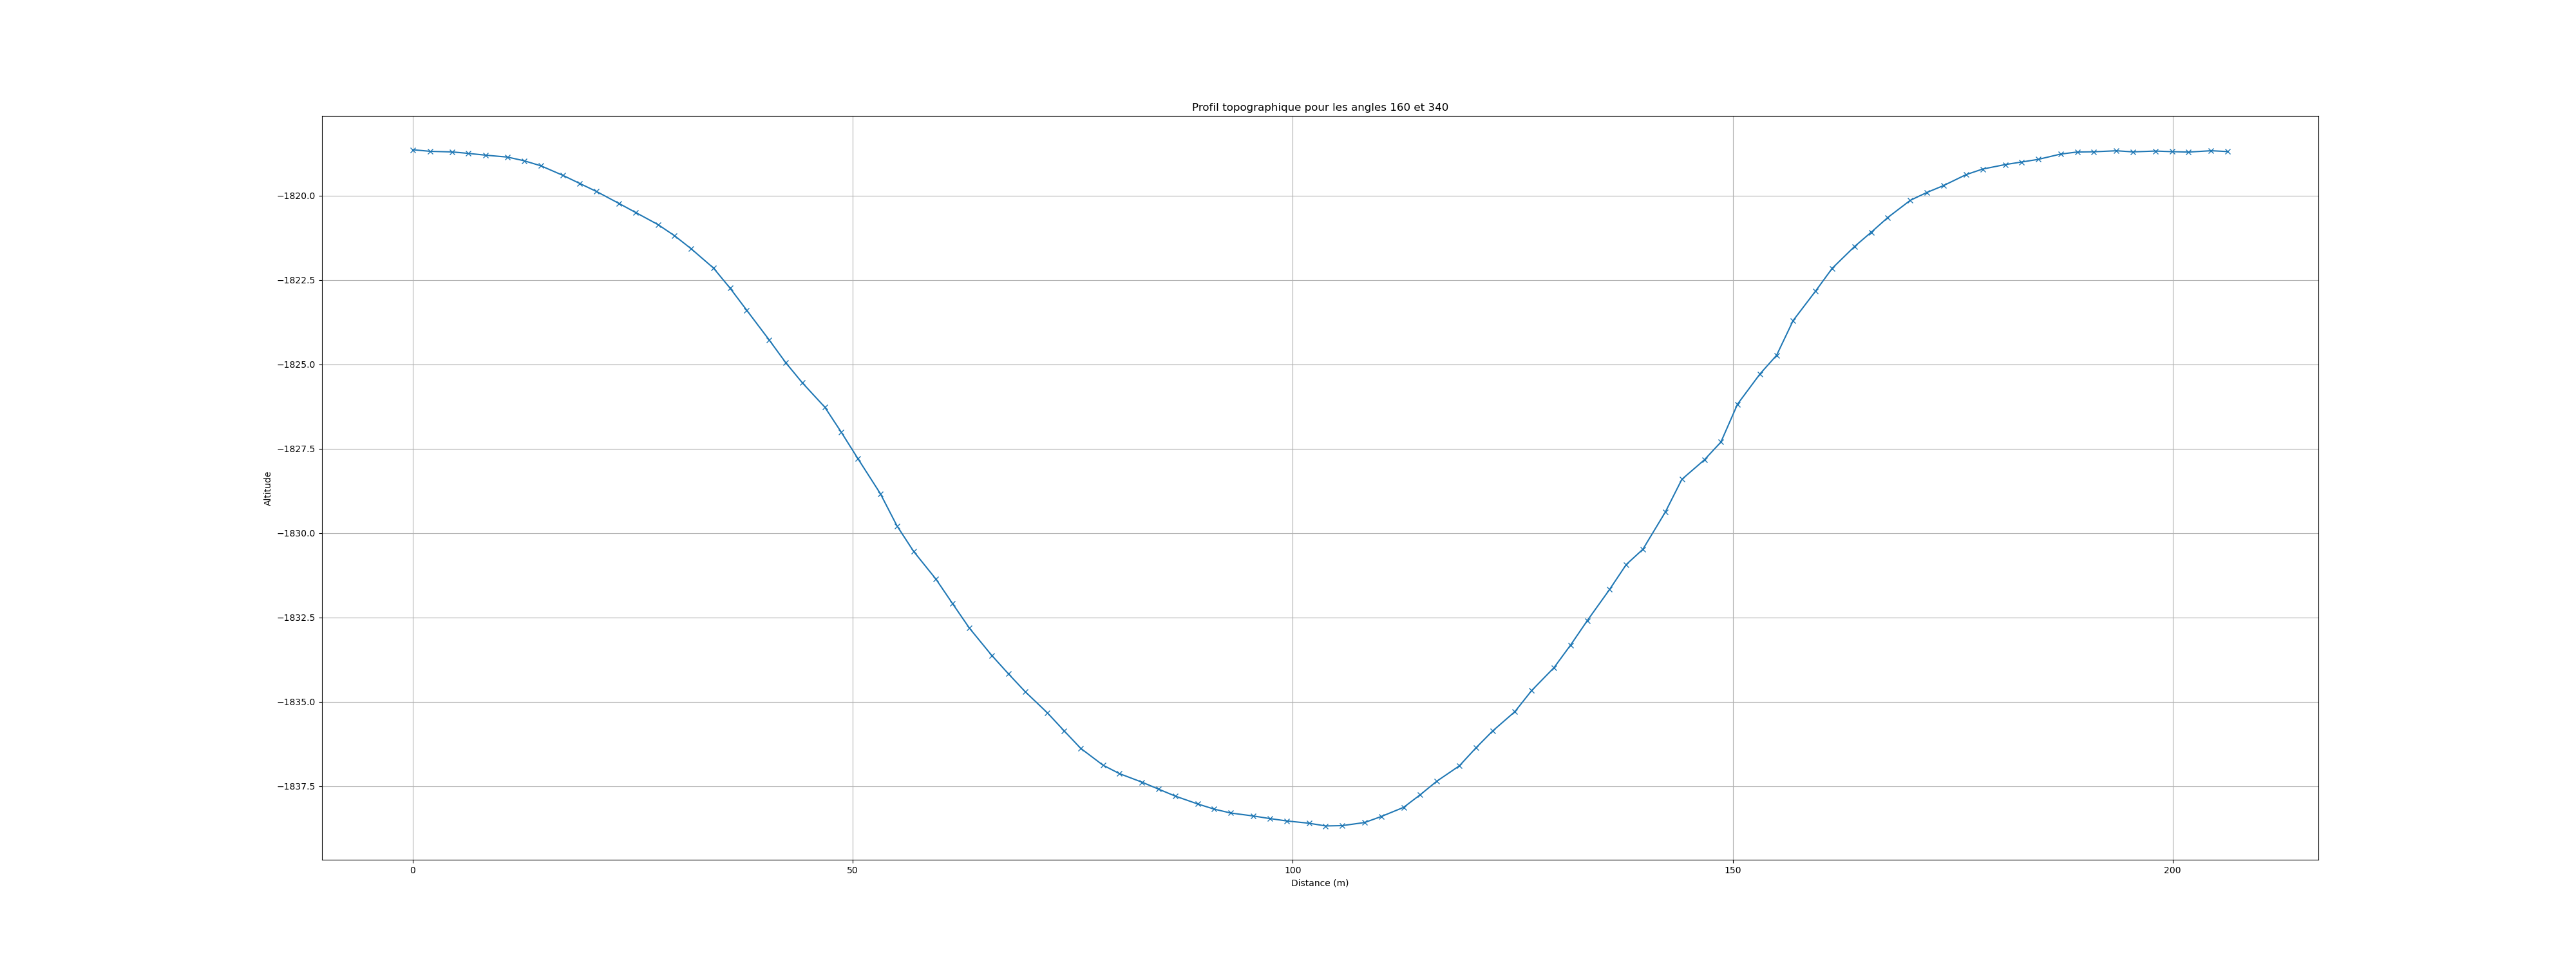 Profil topographique pour les angles 160 et 340
−1820.0
−1822.5
−1825.0
−1827.5
−1830.0
−1832.5
−1835.0
−1837.5
Altitude
0 50 100 150 200
Distance (m)